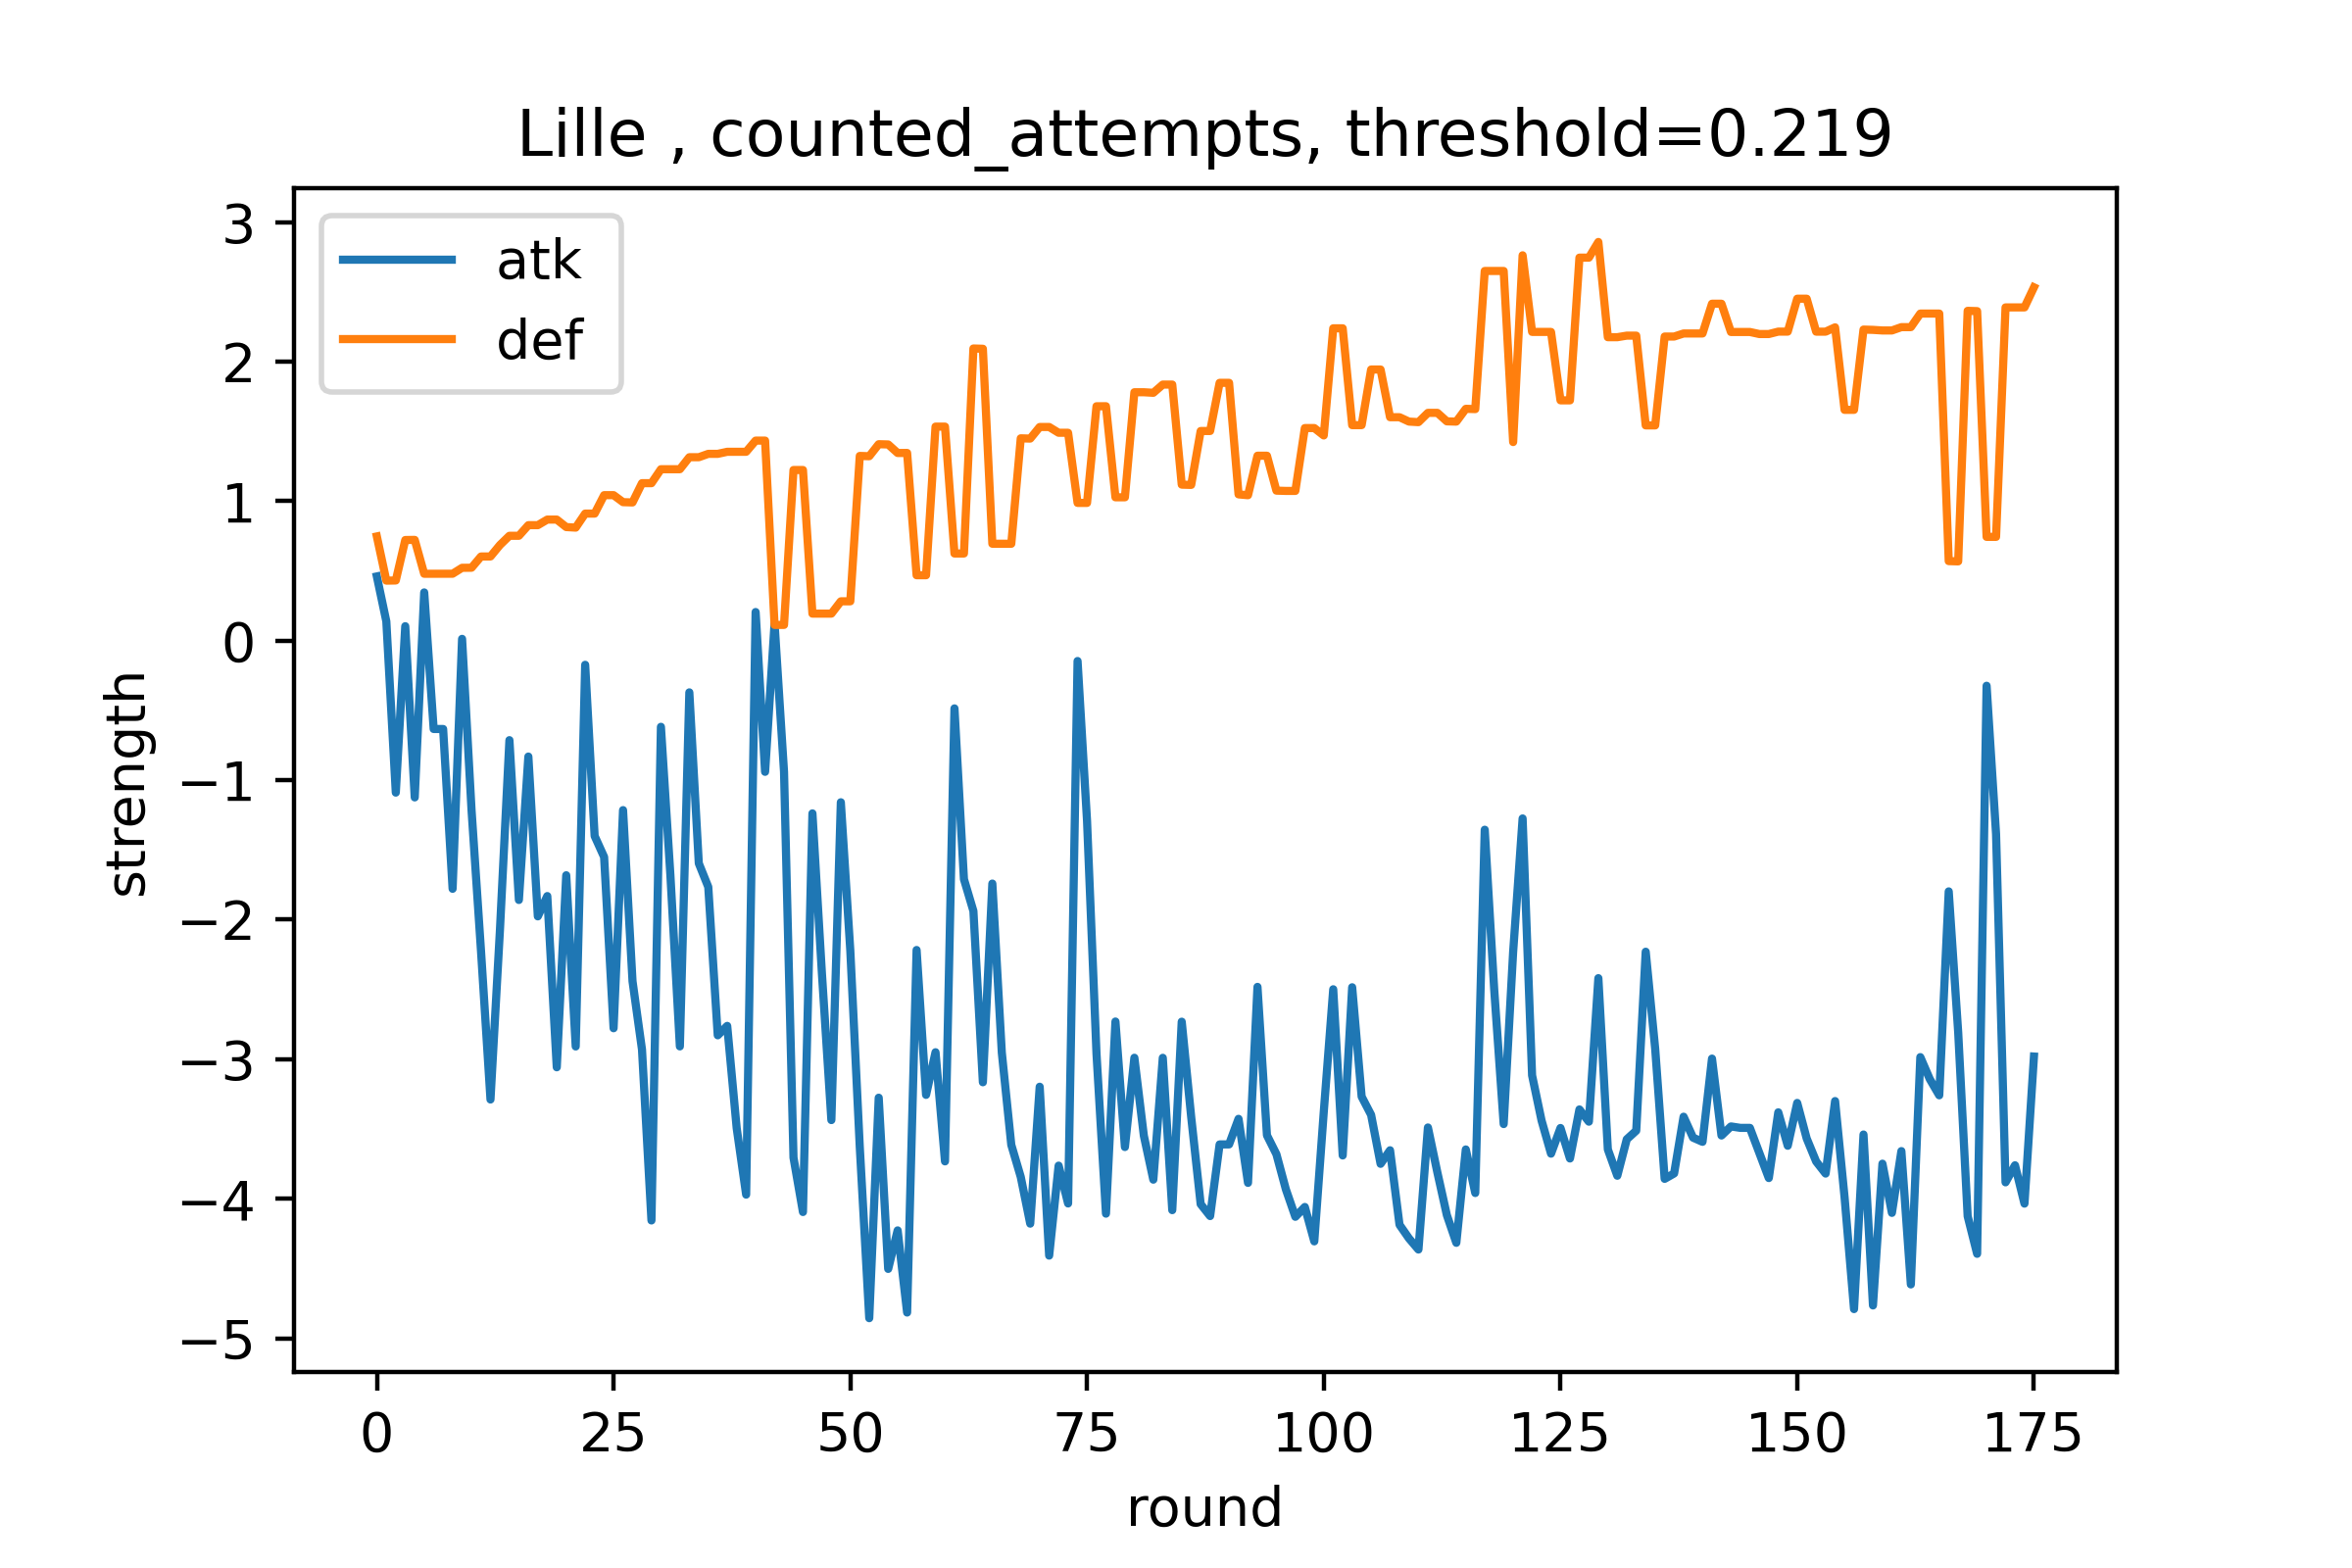 Lille , counted_attempts, threshold=0.219
3
2
1
0
−1
−2
−3
−4
−5
strength
atk
def
0 25 50 75 100 125 150 175
round